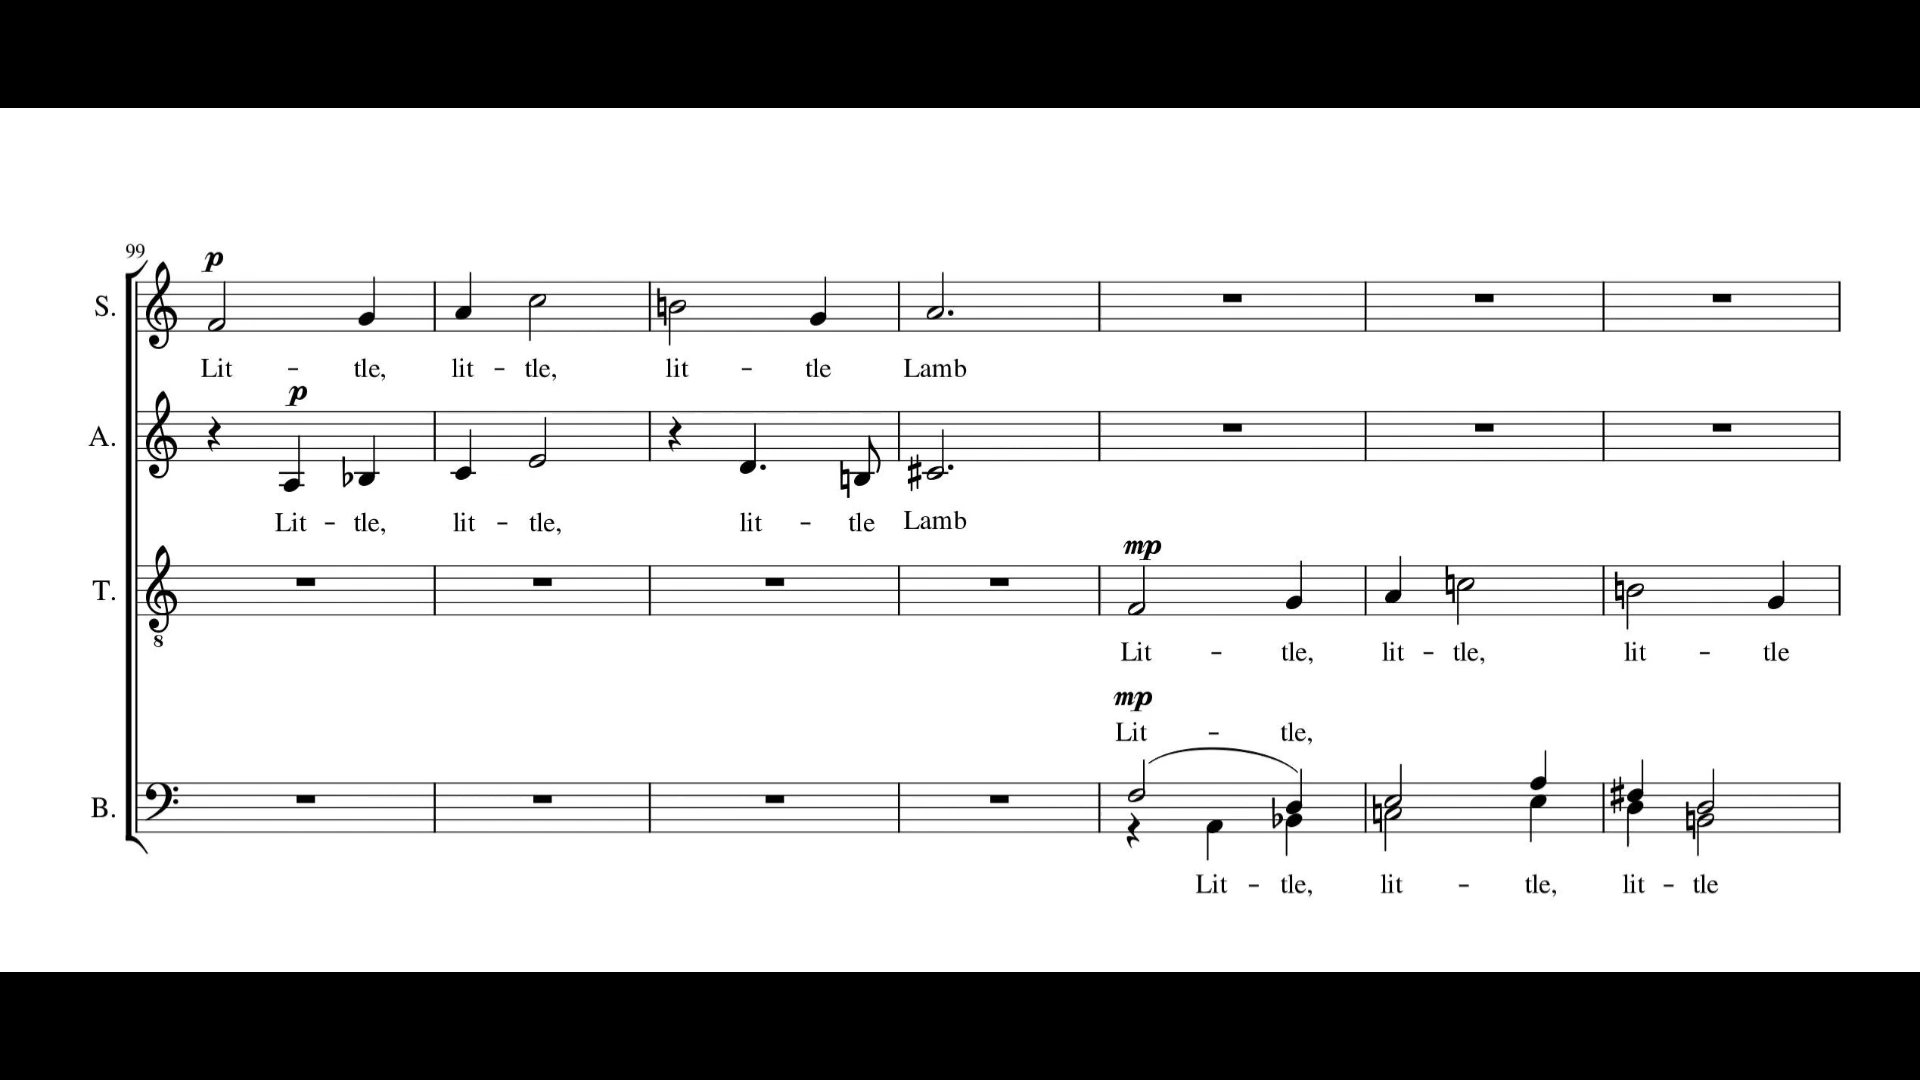 99
p
S.
Lit - tle, lit - tle, lit - tle Lamb
p
A.
Lit - tle, lit - tle, lit - tle Lamb
mp
T.
8
Lit - tle, lit - tle, lit - tle
mp
Lit - tle,
B.
Lit - tle, lit - tle, lit - tle